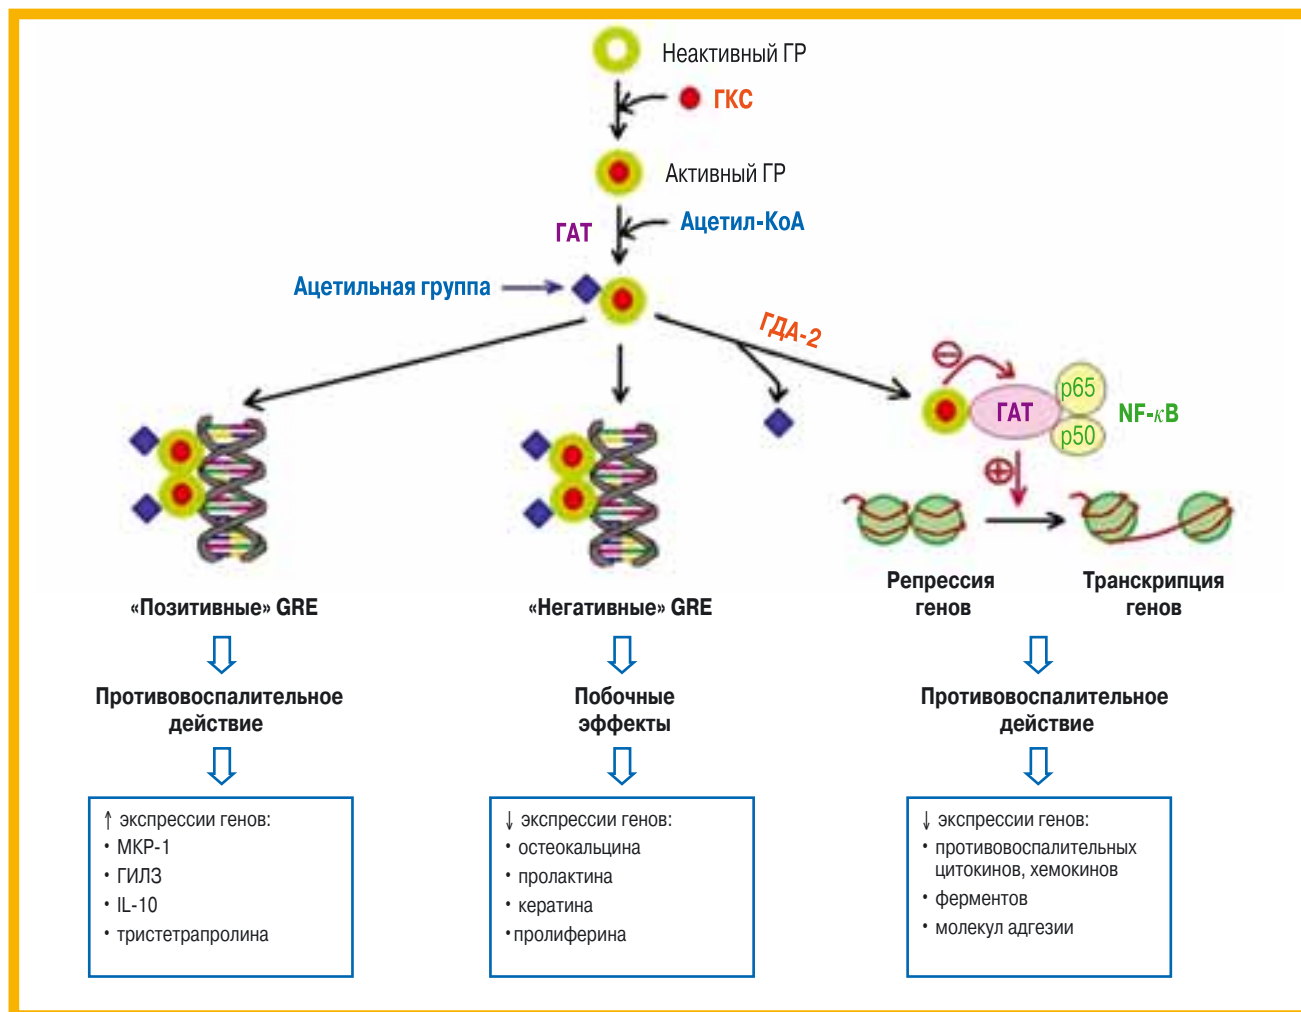 Неактивный ГР
ГКС
Активный ГР
ГАТ
Ацетил-КоА
Ацетильная группа
ГДА-2
ГАТ
p65
p50
NF-κB
«Позитивные» GRE
Противовоспалительное
действие
↑ экспрессии генов:
• МКР-1
• ГИЛЗ
• IL-10
• тристетрапролина
«Негативные» GRE
Побочные
эффекты
↓ экспрессии генов:
• остеокальцина
• пролактина
• кератина
• пролиферина
Репрессия
генов
Транскрипция
генов
Противовоспалительное
действие
↓ экспрессии генов:
• противовоспалительных
цитокинов, хемокинов
• ферментов
• молекул адгезии